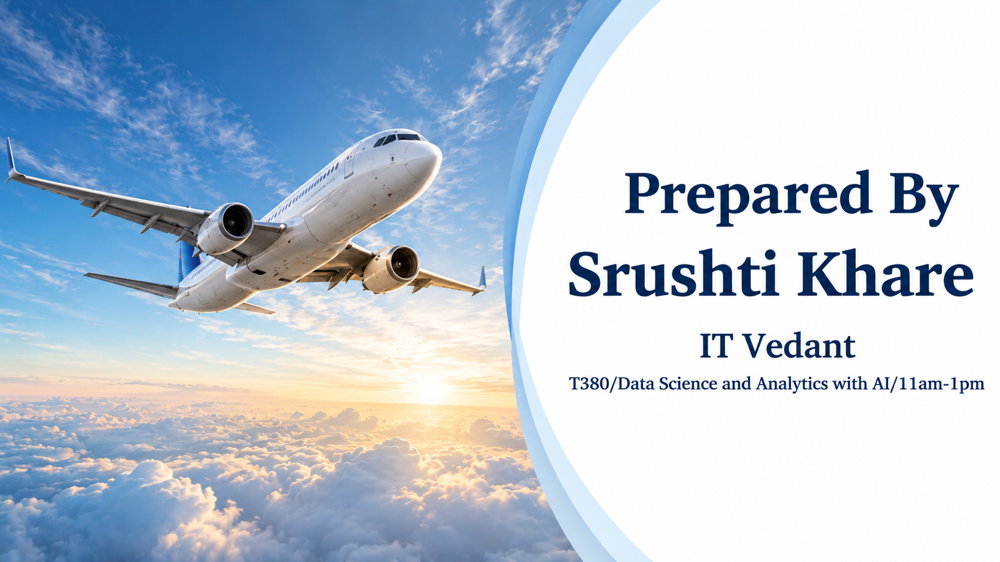 Prepared By
Srushti Khare
IT Vedant
T380/Data Science and Analytics with AI/11am-1pm